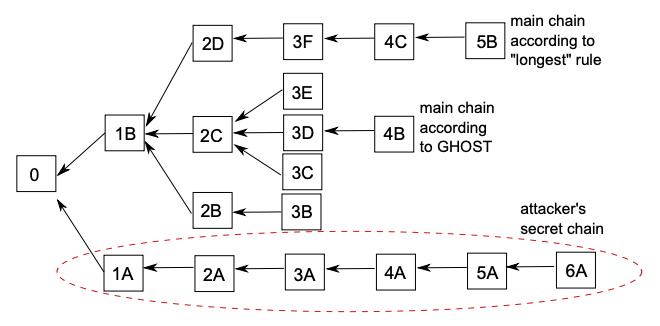 main chain
according to
"longest" rule
2D
3F
4C
5B
3E
main chain
according
to GHOST
1B
2C
3D
4B
3C
0
2B
3B
attacker's
secret chain
1A
2A
3A
4A
5A
6A